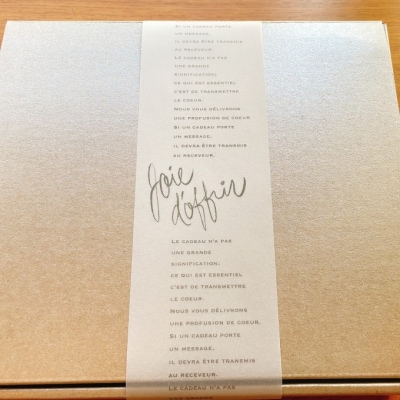 Si un cadeau porte
un message,
il devra être transmis
au receveur.
Le cadeau n'a pas
une grande
signification;
ce qui est essentiel
c'est de transmettre
le coeur.
Nous vous délivrons
une profusion de coeur
Si un cadeau porte
un message,
il devra être transmis
au receveur.
Joie
d'offrir
Le cadeau n'a pas
une grande
signification;
ce qui est essentiel
c'est de transmettre
le coeur.
Nous vous délivrons
une profusion de coeur.
Si un cadeau porte
un message,
il devra être transmis
au receveur.
Le cadeau n'a pas